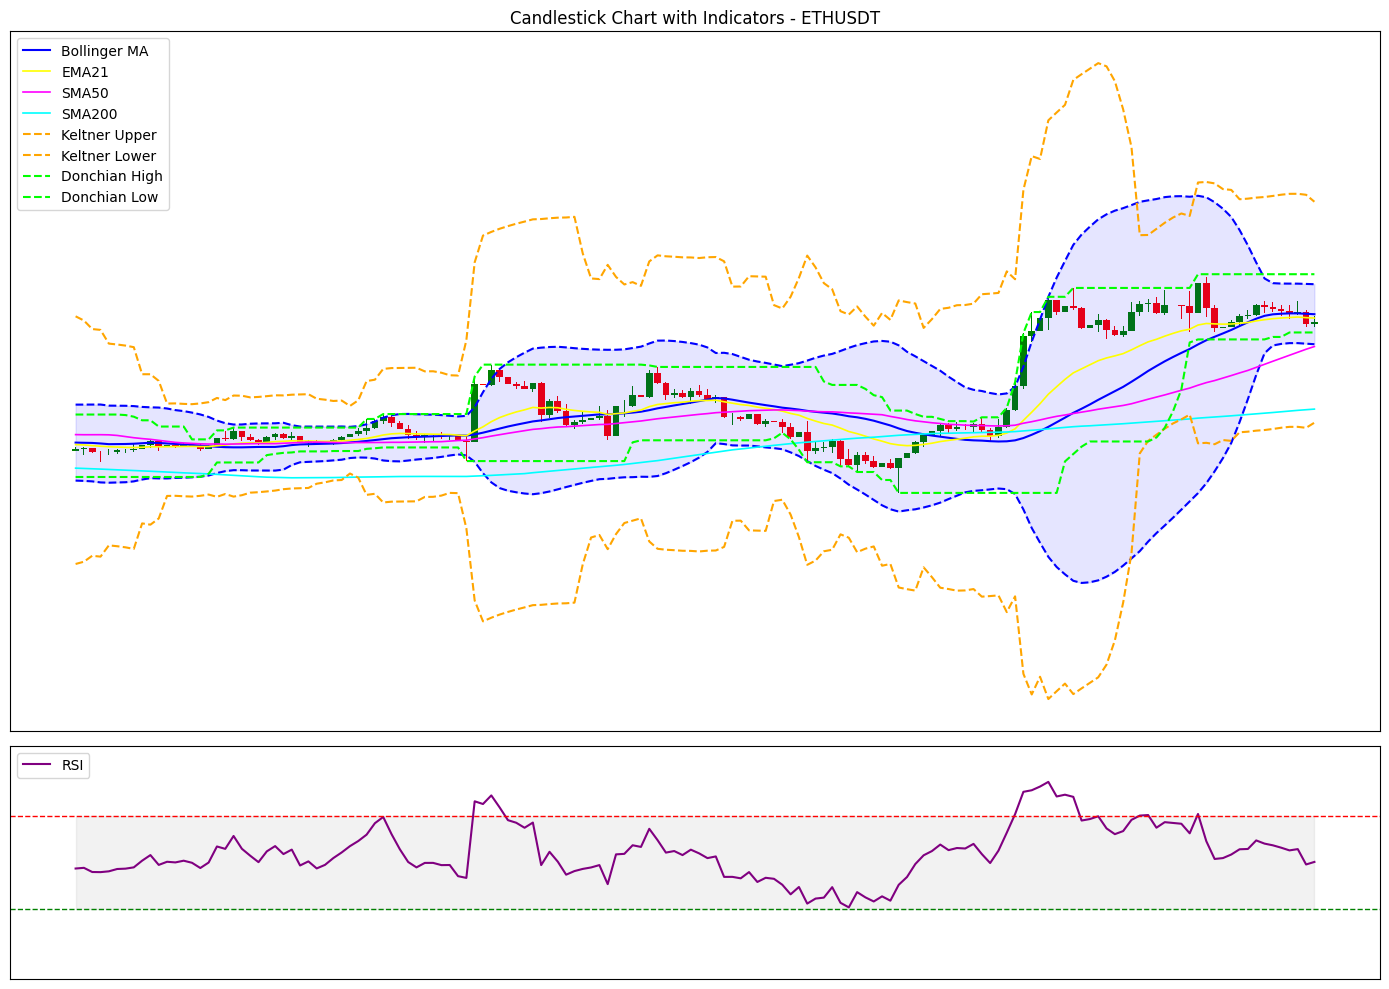 Candlestick Chart with Indicators - ETHUSDT
Bollinger MA
EMA21
SMA50
SMA200
Keltner Upper
Keltner Lower
Donchian High
Donchian Low
RSI